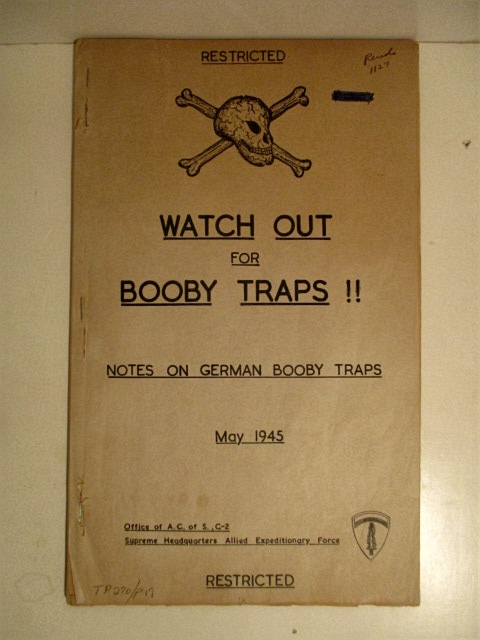 RESTRICTED
1127
WATCH OUT
FOR
BOOBY TRAPS !!
NOTES ON GERMAN BOOBY TRAPS
May 1945
Office of A.C. of S., G-2
Supreme Headquarters Allied Expeditionary Force
RESTRICTED